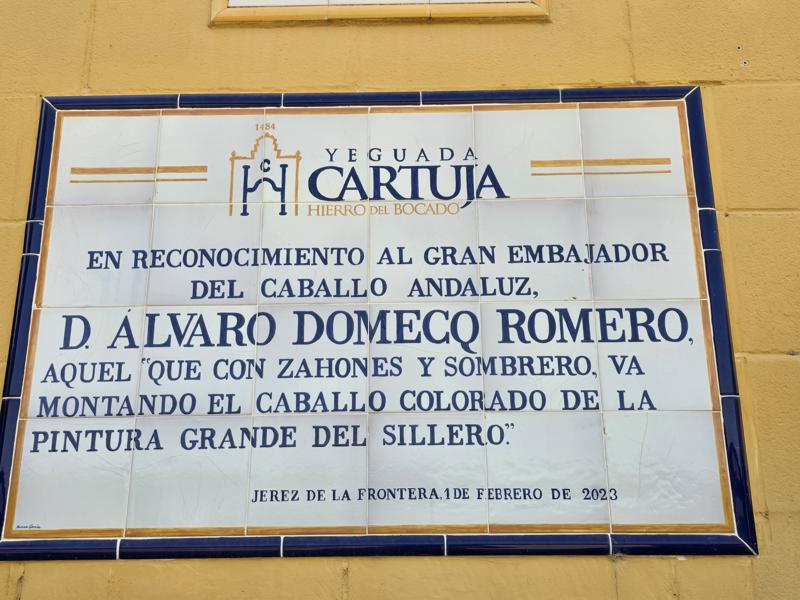 1484
YEGUADA
CARTUJA
HIERRO DEL BOCADO
EN RECONOCIMIENTO AL GRAN EMBAJADOR
DEL CABALLO ANDALUZ,
D. ÁLVARO DOMECQ ROMERO,
AQUEL "QUE CON ZAHONES Y SOMBRERO, VA
MONTANDO EL CABALLO COLORADO DE LA
PINTURA GRANDE DEL SILLERO."
JEREZ DE LA FRONTERA, 1 DE FEBRERO DE 2023